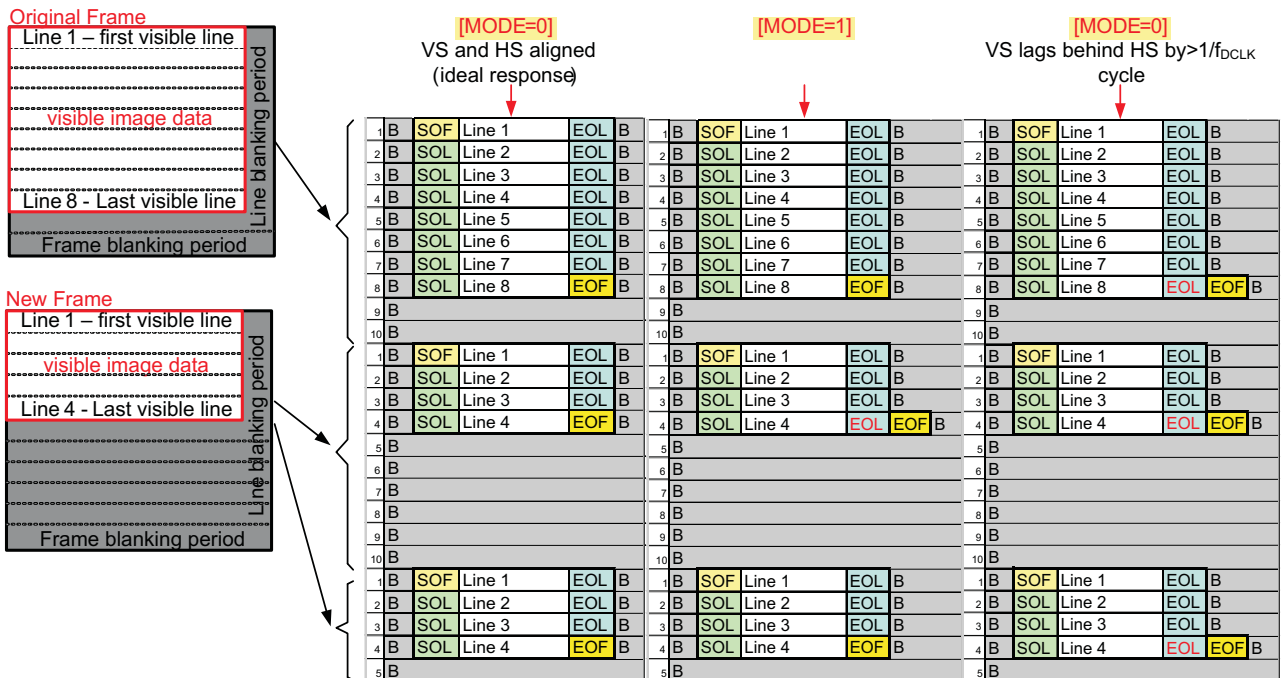 Original Frame
Line 1 – first visible line
visible image data
Line 8 - Last visible line
Line blanking period
Frame blanking period
New Frame
Line 1 – first visible line
visible image data
Line 4 - Last visible line
Line blanking period
Frame blanking period
[MODE=0]
VS and HS aligned
(ideal response)
1 B SOF Line 1 EOL B
2 B SOL Line 2 EOL B
3 B SOL Line 3 EOL B
4 B SOL Line 4 EOL B
5 B SOL Line 5 EOL B
6 B SOL Line 6 EOL B
7 B SOL Line 7 EOL B
8 B SOL Line 8 EOF B
9 B
10 B
1 B SOF Line 1 EOL B
2 B SOL Line 2 EOL B
3 B SOL Line 3 EOL B
4 B SOL Line 4 EOF B
5 B
6 B
7 B
8 B
9 B
10 B
1 B SOF Line 1 EOL B
2 B SOL Line 2 EOL B
3 B SOL Line 3 EOL B
4 B SOL Line 4 EOF B
5 B
[MODE=1]
1 B SOF Line 1 EOL B
2 B SOL Line 2 EOL B
3 B SOL Line 3 EOL B
4 B SOL Line 4 EOL B
5 B SOL Line 5 EOL B
6 B SOL Line 6 EOL B
7 B SOL Line 7 EOL B
8 B SOL Line 8 EOF B
9 B
10 B
1 B SOF Line 1 EOL B
2 B SOL Line 2 EOL B
3 B SOL Line 3 EOL B
4 B SOL Line 4 EOL EOF B
5 B
6 B
7 B
8 B
9 B
10 B
1 B SOF Line 1 EOL B
2 B SOL Line 2 EOL B
3 B SOL Line 3 EOL B
4 B SOL Line 4 EOF B
5 B
[MODE=0]
VS lags behind HS by>1/fDCLK
cycle
1 B SOF Line 1 EOL B
2 B SOL Line 2 EOL B
3 B SOL Line 3 EOL B
4 B SOL Line 4 EOL B
5 B SOL Line 5 EOL B
6 B SOL Line 6 EOL B
7 B SOL Line 7 EOL B
8 B SOL Line 8 EOL EOF B
9 B
10 B
1 B SOF Line 1 EOL B
2 B SOL Line 2 EOL B
3 B SOL Line 3 EOL B
4 B SOL Line 4 EOL EOF B
5 B
6 B
7 B
8 B
9 B
10 B
1 B SOF Line 1 EOL B
2 B SOL Line 2 EOL B
3 B SOL Line 3 EOL B
4 B SOL Line 4 EOL EOF B
5 B